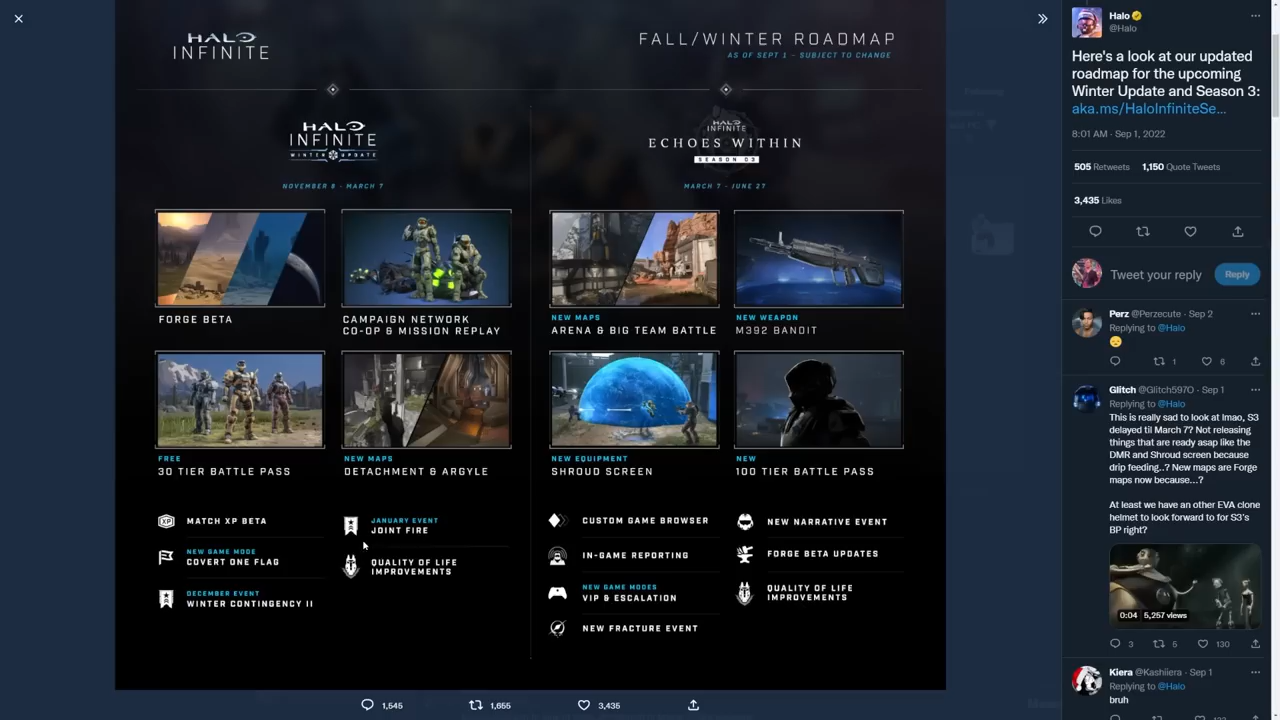 HALO
INFINITE
FALL/WINTER ROADMAP
AS OF SEPT 1 - SUBJECT TO CHANGE
HALO
INFINITE
WINTER UPDATE
NOVEMBER 8 - MARCH 7
FORGE BETA
CAMPAIGN NETWORK
CO-OP & MISSION REPLAY
FREE
30 TIER BATTLE PASS
NEW MAPS
DETACHMENT & ARGYLE
MATCH XP BETA
NEW GAME MODE
COVERT ONE FLAG
DECEMBER EVENT
WINTER CONTINGENCY II
JANUARY EVENT
JOINT FIRE
QUALITY OF LIFE
IMPROVEMENTS
HALO
INFINITE
ECHOES WITHIN
SEASON 03
MARCH 7 - JUNE 27
NEW MAPS
ARENA & BIG TEAM BATTLE
NEW WEAPON
M392 BANDIT
NEW EQUIPMENT
SHROUD SCREEN
NEW
100 TIER BATTLE PASS
CUSTOM GAME BROWSER
IN-GAME REPORTING
NEW GAME MODES
VIP & ESCALATION
NEW FRACTURE EVENT
NEW NARRATIVE EVENT
FORGE BETA UPDATES
QUALITY OF LIFE
IMPROVEMENTS
1,545
1,655
3,435
Halo
@Halo
Here's a look at our updated
roadmap for the upcoming
Winter Update and Season 3:
aka.ms/HaloInfiniteSe...
8:01 AM · Sep 1, 2022
505 Retweets 1,150 Quote Tweets
3,435 Likes
Tweet your reply
Reply
Perz @Perzecute · Sep 2
Replying to @Halo
😔
1 6
Glitch @Glitch597O · Sep 1
Replying to @Halo
This is really sad to look at lmao, S3
delayed til March 7? Not releasing
things that are ready asap like the
DMR and Shroud screen because
drip feeding..? New maps are Forge
maps now because...?
At least we have an other EVA clone
helmet to look forward to for S3's
BP right?
0:04 5,257 views
3 5 130
Kiera @Kashiiera · Sep 1
Replying to @Halo
bruh